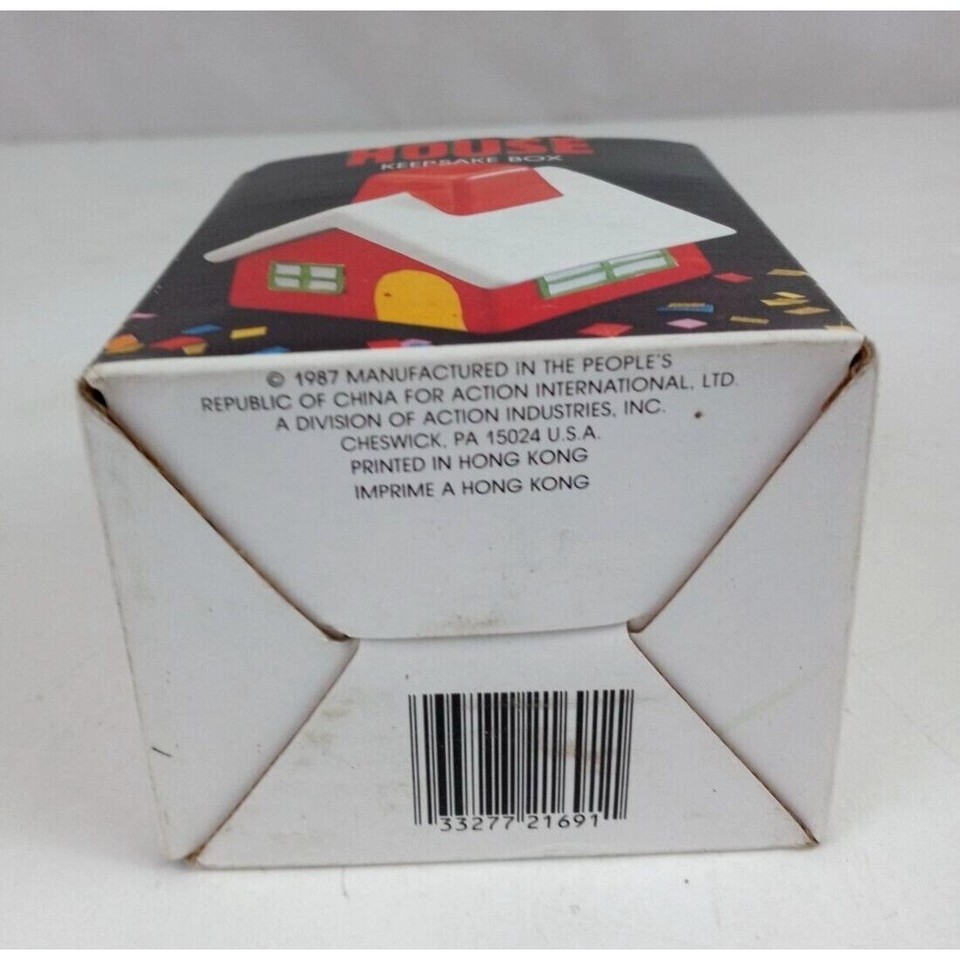 HOUSE
KEEPSAKE BOX
© 1987 MANUFACTURED IN THE PEOPLE'S
REPUBLIC OF CHINA FOR ACTION INTERNATIONAL, LTD.
A DIVISION OF ACTION INDUSTRIES, INC.
CHESWICK, PA 15024 U.S.A.
PRINTED IN HONG KONG
IMPRIME A HONG KONG
33277 21691